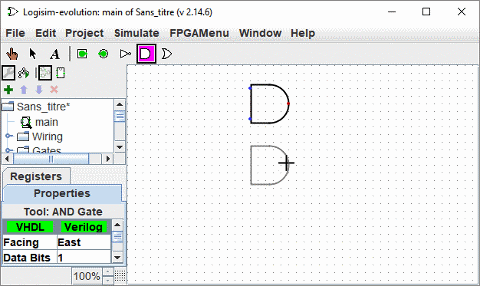 Logisim-evolution: main of Sans_titre (v 2.14.6)
File Edit Project Simulate FPGAMenu Window Help
A
Sans_titre*
main
Wiring
Gates
Registers
Properties
Tool: AND Gate
VHDL Verilog
Facing East
Data Bits 1
100%